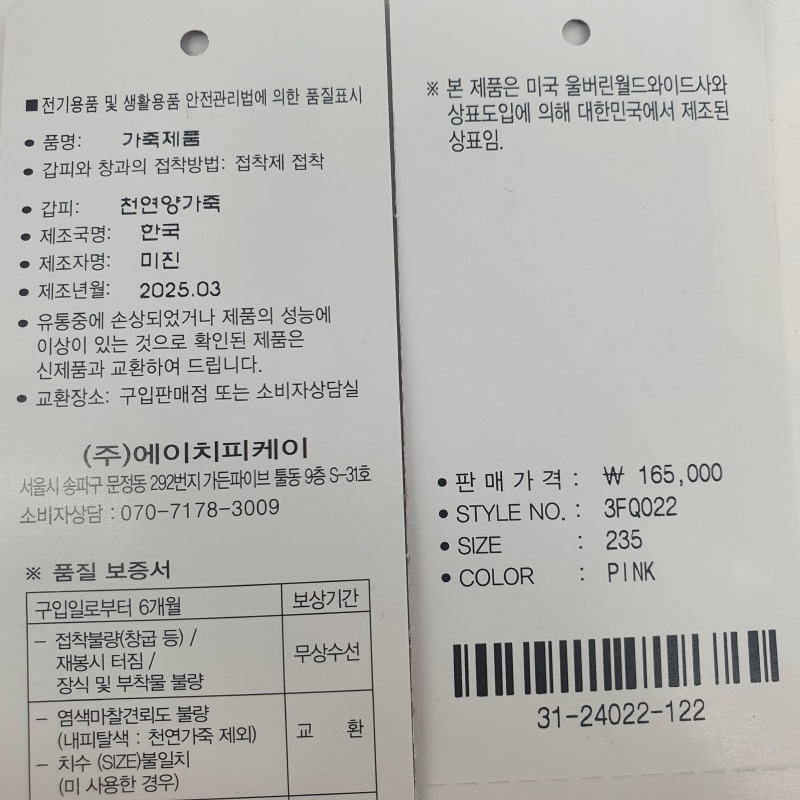 ■ 전기용품 및 생활용품 안전관리법에 의한 품질표시
● 품명: 가죽제품
● 갑피와 창과의 접착방법: 접착제 접착
● 갑피: 천연양가죽
● 제조국명: 한국
● 제조자명: 미진
● 제조년월: 2025.03
● 유통중에 손상되었거나 제품의 성능에
이상이 있는 것으로 확인된 제품은
신제품과 교환하여 드립니다.
● 교환장소: 구입판매점 또는 소비자상담실
(주)에이치피케이
서울시 송파구 문정동 292번지 가든파이브 툴동 9층 S-31호
소비자상담 : 070-7178-3009
※ 품질 보증서
구입일로부터 6개월 보상기간
- 접착불량(창굽 등) /
재봉시 터짐 /
장식 및 부착물 불량
무상수선
- 염색마찰견뢰도 불량
(내피탈색 : 천연가죽 제외)
- 치수 (SIZE)불일치
(미 사용한 경우)
교 환
※ 본 제품은 미국 울버린월드와이드사와
상표도입에 의해 대한민국에서 제조된
상표임.
● 판매가격 : ₩ 165,000
● STYLE NO. : 3FQ022
● SIZE : 235
● COLOR : PINK
31-24022-122